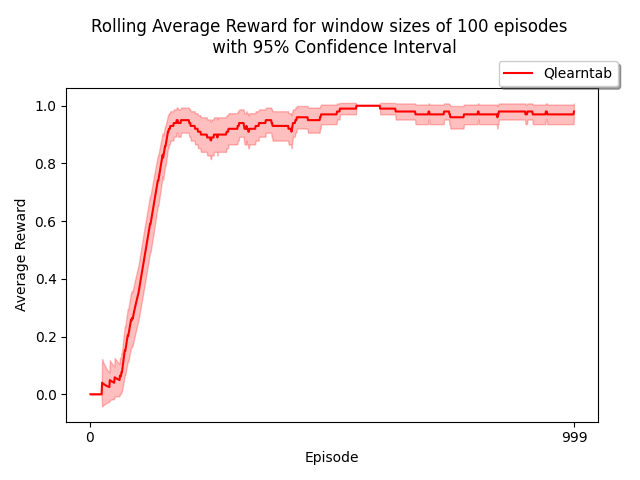 Rolling Average Reward for window sizes of 100 episodes
with 95% Confidence Interval
Qlearntab
1.0
0.8
0.6
0.4
0.2
0.0
Average Reward
0
999
Episode